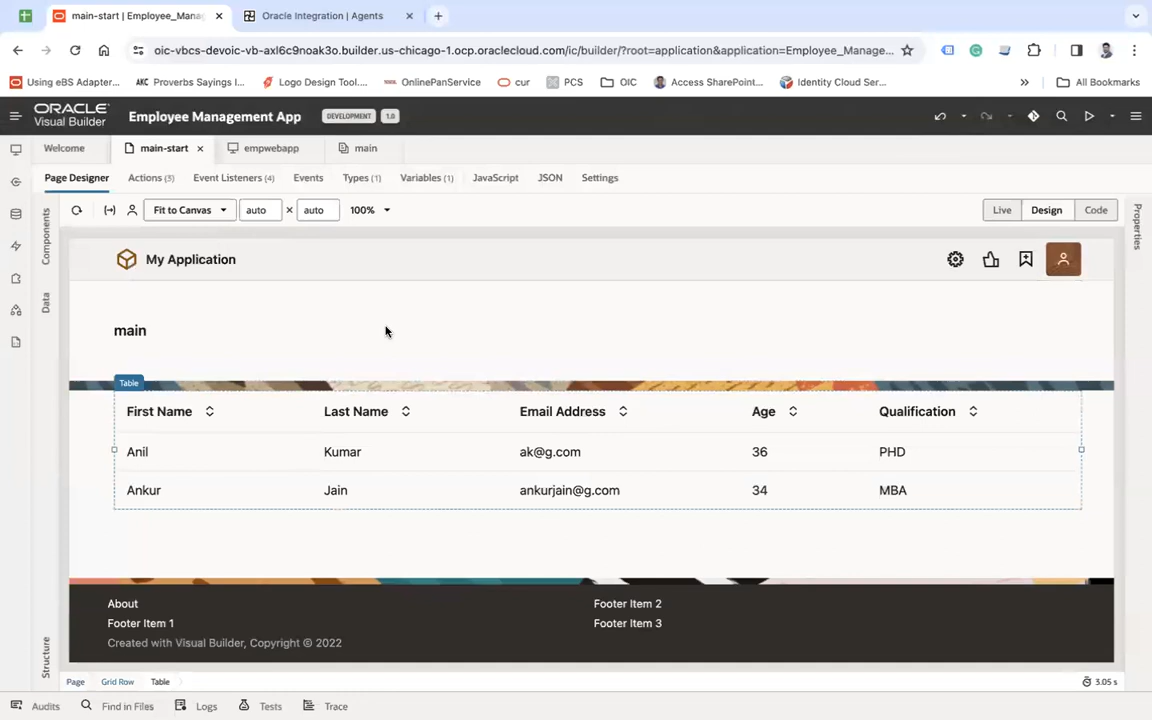 main-start | Employee_Mana
Oracle Integration | Agents
oic-vbcs-devoic-vb-axl6c9noak3o.builder.us-chicago-1.ocp.oraclecloud.com/ic/builder/?root=application&application=Employee_Manage...
Using eBS Adapter...
AKC Proverbs Sayings I...
Logo Design Tool....
OnlinePanService
cur
PCS
OIC
Access SharePoint...
Identity Cloud Ser...
All Bookmarks
ORACLE
Visual Builder
Employee Management App
DEVELOPMENT
1.0
Welcome
main-start
empwebapp
main
Page Designer
Actions (3)
Event Listeners (4)
Events
Types (1)
Variables (1)
JavaScript
JSON
Settings
Components
Data
Structure
Fit to Canvas
auto
×
auto
100%
Live
Design
Code
Properties
My Application
main
Table
First Name
Last Name
Email Address
Age
Qualification
Anil
Kumar
ak@g.com
36
PHD
Ankur
Jain
ankurjain@g.com
34
MBA
About
Footer Item 2
Footer Item 1
Footer Item 3
Created with Visual Builder, Copyright © 2022
Page
Grid Row
Table
3.05 s
Audits
Find in Files
Logs
Tests
Trace